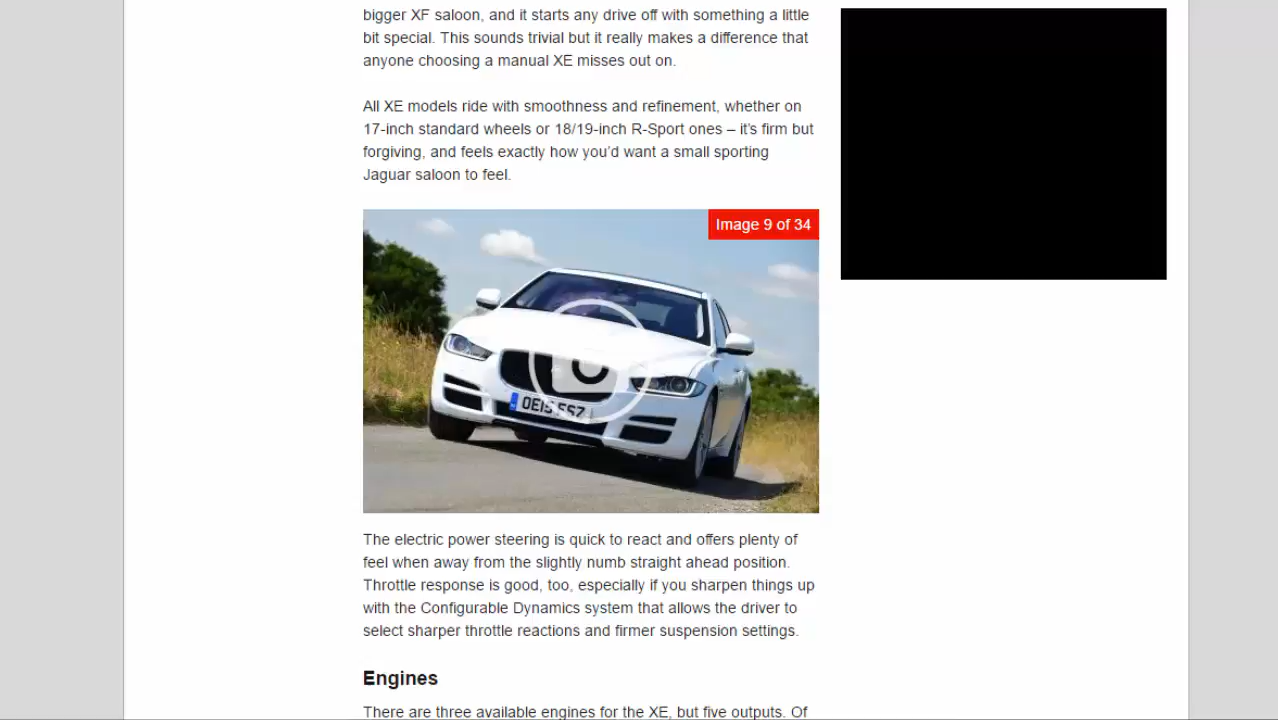 bigger XF saloon, and it starts any drive off with something a little
bit special. This sounds trivial but it really makes a difference that
anyone choosing a manual XE misses out on.
All XE models ride with smoothness and refinement, whether on
17-inch standard wheels or 18/19-inch R-Sport ones – it's firm but
forgiving, and feels exactly how you'd want a small sporting
Jaguar saloon to feel.
Image 9 of 34
The electric power steering is quick to react and offers plenty of
feel when away from the slightly numb straight ahead position.
Throttle response is good, too, especially if you sharpen things up
with the Configurable Dynamics system that allows the driver to
select sharper throttle reactions and firmer suspension settings.
Engines
There are three available engines for the XE, but five outputs. Of